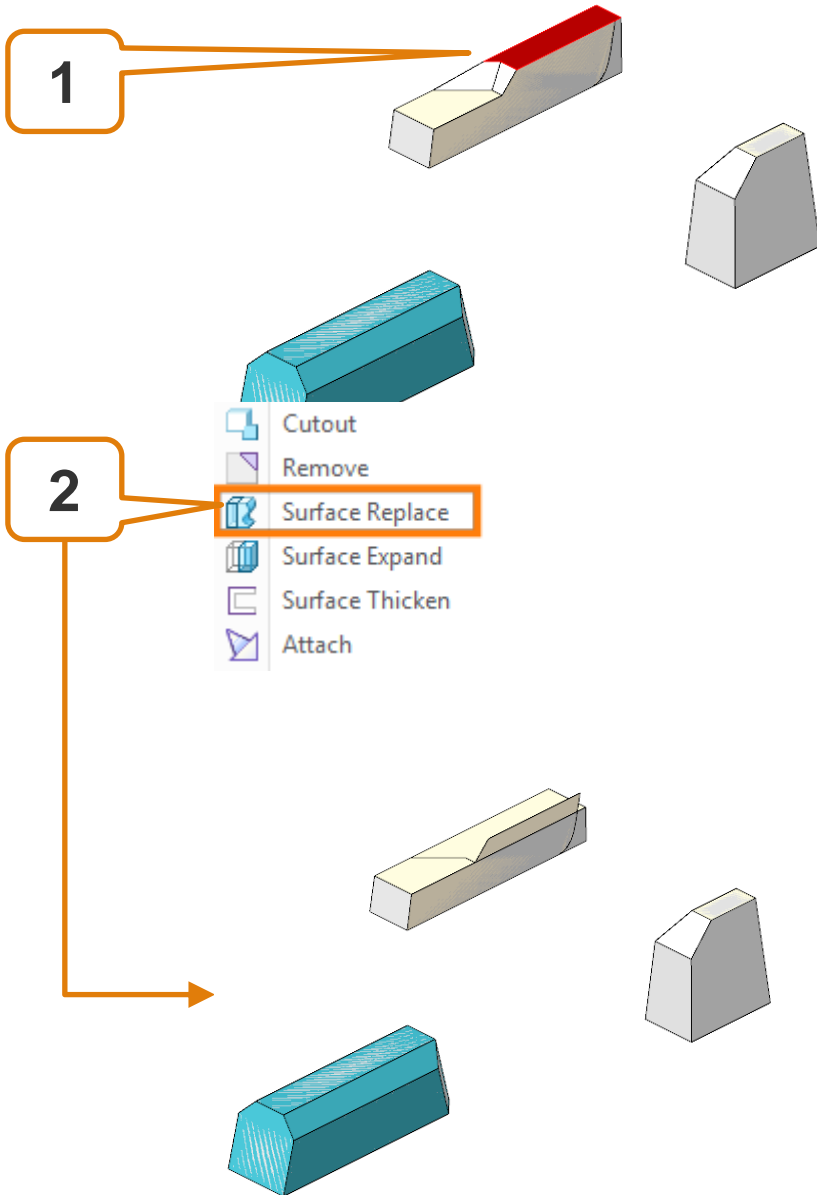 1
Cutout
Remove
2
Surface Replace
Surface Expand
Surface Thicken
Attach